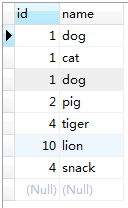 id name
1 dog
1 cat
1 dog
2 pig
4 tiger
10 lion
4 snack
(Null) (Null)